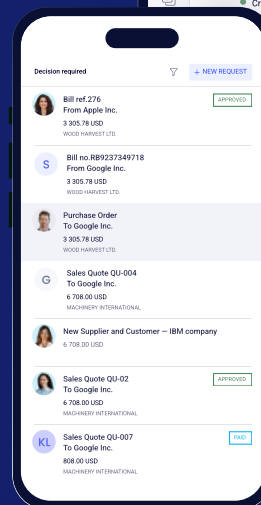 Cr
Decision required
+ NEW REQUEST
Bill ref.276
APPROVED
From Apple Inc.
3 305.78 USD
WOOD HARVEST LTD.
S
Bill no.RB9237349718
From Google Inc.
3 305.78 USD
WOOD HARVEST LTD.
Purchase Order
To Google Inc.
3 305.78 USD
WOOD HARVEST LTD.
G
Sales Quote QU-004
To Google Inc.
6 708.00 USD
MACHINERY INTERNATIONAL
New Supplier and Customer — IBM company
6 708.00 USD
Sales Quote QU-02
APPROVED
To Google Inc.
6 708.00 USD
MACHINERY INTERNATIONAL
KL
Sales Quote QU-007
PAID
To Google Inc.
808.00 USD
MACHINERY INTERNATIONAL